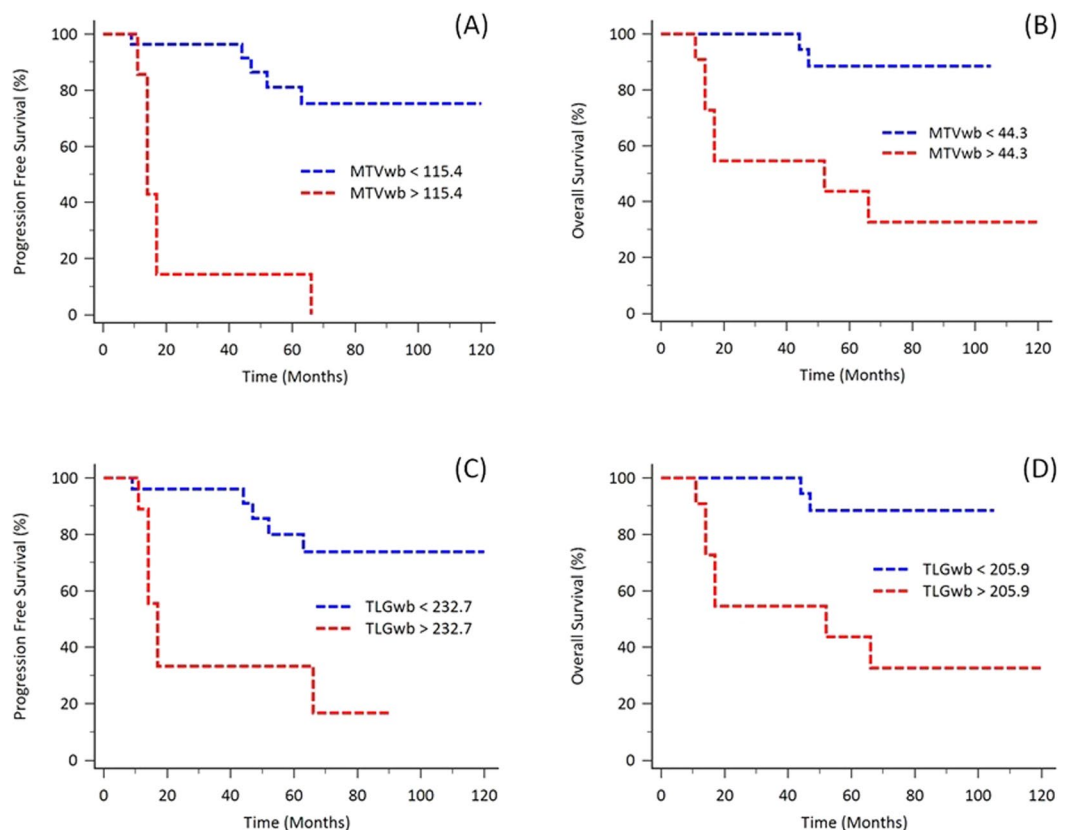 (A)
100
80
60
40
20
0
Progression Free Survival (%)
MTVwb < 115.4
MTVwb > 115.4
0 20 40 60 80 100 120
Time (Months)
(B)
100
80
60
40
20
0
Overall Survival (%)
MTVwb < 44.3
MTVwb > 44.3
0 20 40 60 80 100 120
Time (Months)
(C)
100
80
60
40
20
0
Progression Free Survival (%)
TLGwb < 232.7
TLGwb > 232.7
0 20 40 60 80 100 120
Time (Months)
(D)
100
80
60
40
20
0
Overall Survival (%)
TLGwb < 205.9
TLGwb > 205.9
0 20 40 60 80 100 120
Time (Months)